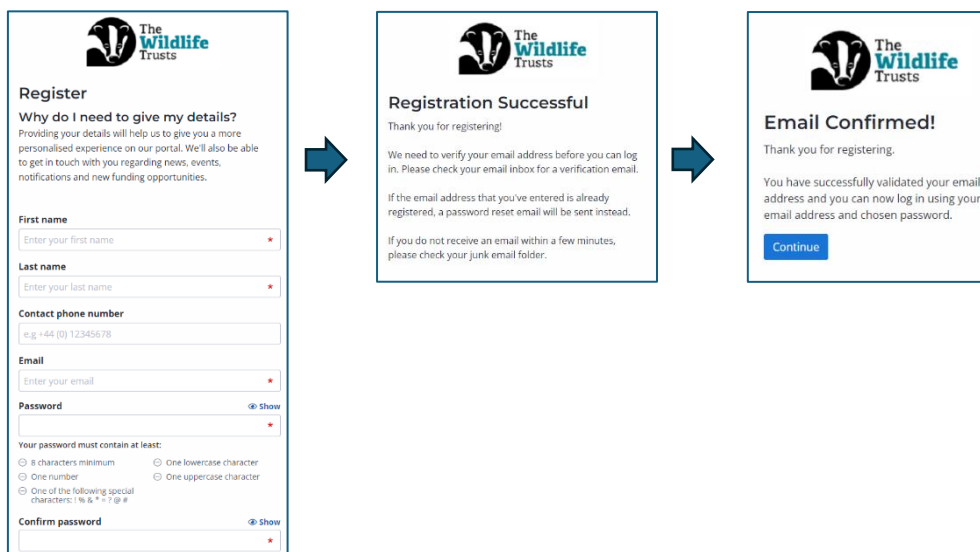 The
Wildlife
Trusts
Register
Why do I need to give my details?
Providing your details will help us to give you a more
personalised experience on our portal. We'll also be able
to get in touch with you regarding news, events,
notifications and new funding opportunities.
First name
Enter your first name *
Last name
Enter your last name *
Contact phone number
e.g +44 (0) 12345678
Email
Enter your email *
Password Show
*
Your password must contain at least:
8 characters minimum One lowercase character
One number One uppercase character
One of the following special
characters: ! % & * = ? @ #
Confirm password Show
*
The
Wildlife
Trusts
Registration Successful
Thank you for registering!
We need to verify your email address before you can log
in. Please check your email inbox for a verification email.
If the email address that you've entered is already
registered, a password reset email will be sent instead.
If you do not receive an email within a few minutes,
please check your junk email folder.
The
Wildlife
Trusts
Email Confirmed!
Thank you for registering.
You have successfully validated your email
address and you can now log in using your
email address and chosen password.
Continue